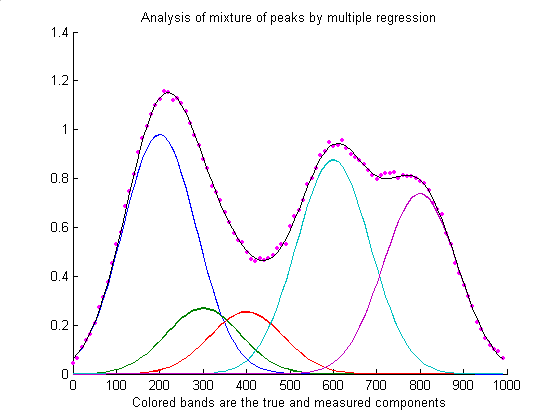 Analysis of mixture of peaks by multiple regression
1.4
1.2
1
0.8
0.6
0.4
0.2
0
0 100 200 300 400 500 600 700 800 900 1000
Colored bands are the true and measured components